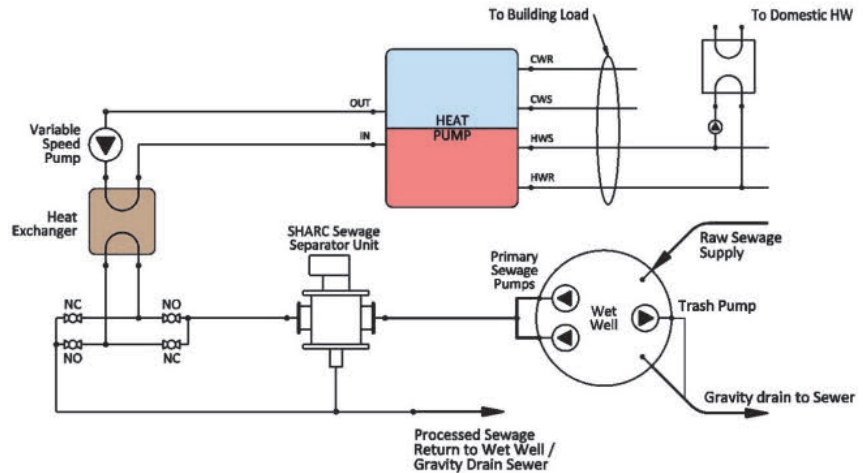 To Building Load
To Domestic HW
CWR
OUT
CWS
Variable
Speed
Pump
IN
HEAT
PUMP
HWS
HWR
Heat
Exchanger
SHARC Sewage
Separator Unit
Primary
Sewage
Pumps
Raw Sewage
Supply
NC
NO
Wet
Well
Trash Pump
NO
NC
Gravity drain to Sewer
Processed Sewage
Return to Wet Well /
Gravity Drain Sewer